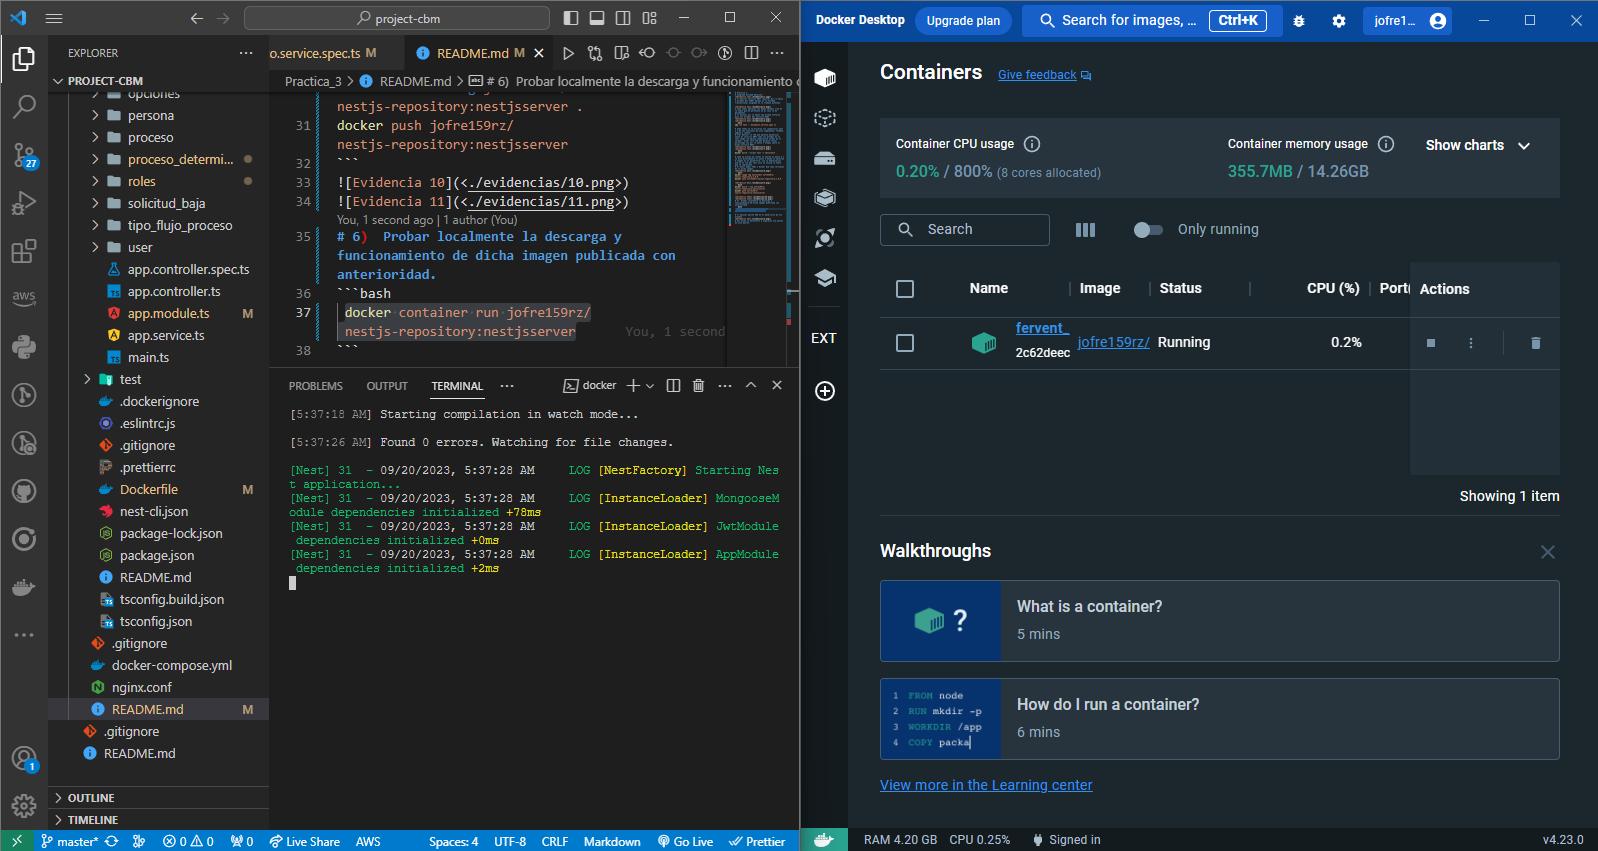 project-cbm
EXPLORER
PROJECT-CBM
opciones
persona
proceso
proceso_determi...
roles
solicitud_baja
tipo_flujo_proceso
user
app.controller.spec.ts
app.controller.ts
app.module.ts M
app.service.ts
main.ts
test
.dockerignore
.eslintrc.js
.gitignore
.prettierrc
Dockerfile M
nest-cli.json
package-lock.json
package.json
README.md
tsconfig.build.json
tsconfig.json
.gitignore
docker-compose.yml
nginx.conf
README.md M
.gitignore
README.md
OUTLINE
TIMELINE
27
aws
1
o.service.spec.ts M
README.md M
Practica_3 > README.md > # 6) Probar localmente la descarga y funcionamiento d
nestjs-repository:nestjsserver .
31 docker push jofre159rz/
nestjs-repository:nestjsserver
32 ```
33 ![Evidencia 10](<./evidencias/10.png>)
34 ![Evidencia 11](<./evidencias/11.png>)
You, 1 second ago | 1 author (You)
35 # 6) Probar localmente la descarga y
funcionamiento de dicha imagen publicada con
anterioridad.
36 ```bash
37 docker container run jofre159rz/
nestjs-repository:nestjsserver You, 1 second
38 ```
PROBLEMS OUTPUT TERMINAL ... docker
[5:37:18 AM] Starting compilation in watch mode...
[5:37:26 AM] Found 0 errors. Watching for file changes.
[Nest] 31 - 09/20/2023, 5:37:28 AM LOG [NestFactory] Starting Nes
t application...
[Nest] 31 - 09/20/2023, 5:37:28 AM LOG [InstanceLoader] MongooseM
odule dependencies initialized +78ms
[Nest] 31 - 09/20/2023, 5:37:28 AM LOG [InstanceLoader] JwtModule
dependencies initialized +0ms
[Nest] 31 - 09/20/2023, 5:37:28 AM LOG [InstanceLoader] AppModule
dependencies initialized +2ms
master* 0 0 0 Live Share AWS Spaces: 4 UTF-8 CRLF Markdown Go Live Prettier
Docker Desktop Upgrade plan Search for images, ... Ctrl+K jofre1...
Containers Give feedback
Container CPU usage
0.20% / 800% (8 cores allocated)
Container memory usage
355.7MB / 14.26GB
Show charts
Search
Only running
Name Image Status CPU (%) Port( Actions
fervent_
2c62deec
jofre159rz/ Running 0.2%
Showing 1 item
EXT
Walkthroughs
?
What is a container?
5 mins
1 FROM node
2 RUN mkdir -p
3 WORKDIR /app
4 COPY packa
How do I run a container?
6 mins
View more in the Learning center
RAM 4.20 GB CPU 0.25% Signed in v4.23.0